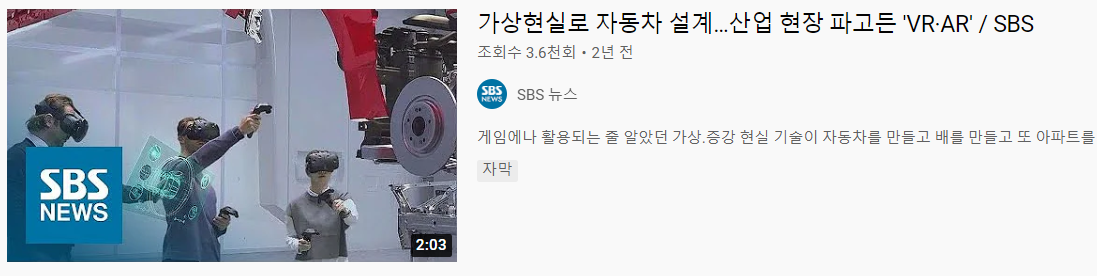 가상현실로 자동차 설계...산업 현장 파고든 'VR·AR' / SBS
조회수 3.6천회 • 2년 전
SBS NEWS
SBS 뉴스
게임에나 활용되는 줄 알았던 가상.증강 현실 기술이 자동차를 만들고 배를 만들고 또 아파트를
자막
SBS
NEWS
2:03